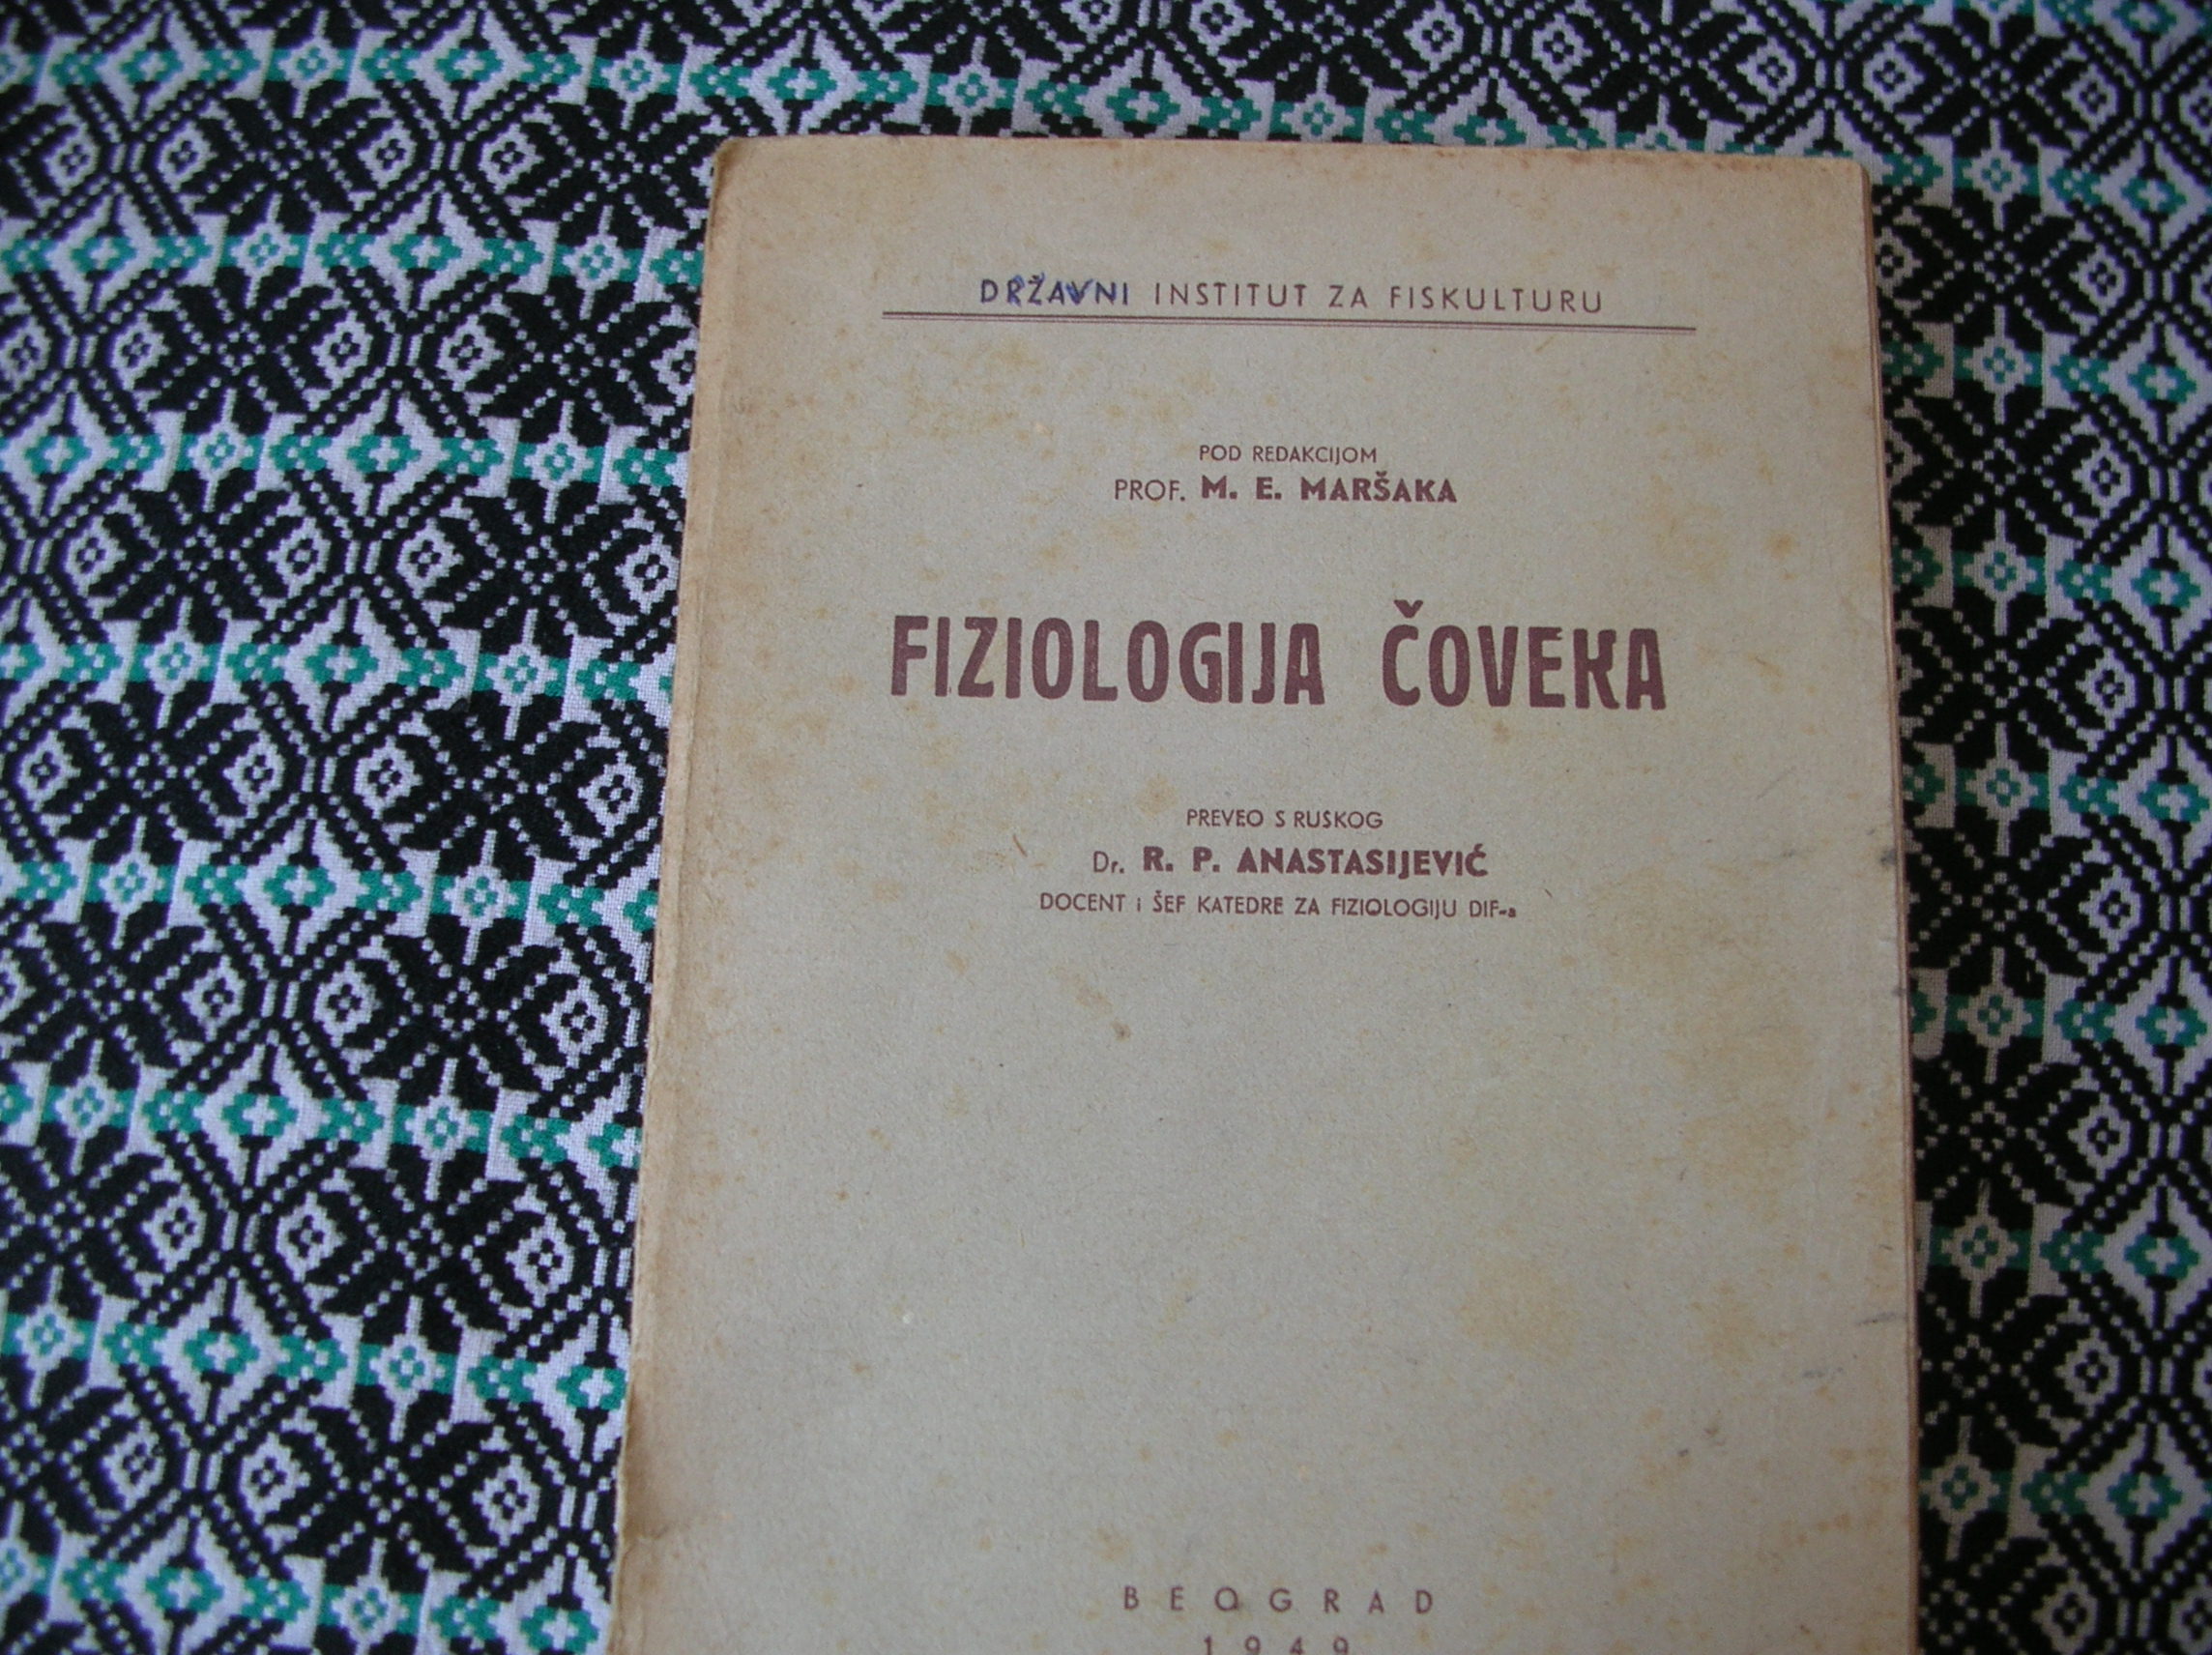 DRŽAVNI INSTITUT ZA FISKULTURU
POD REDAKCIJOM
PROF. M. E. MARŠAKA
FIZIOLOGIJA ČOVEKA
PREVEO S RUSKOG
Dr. R. P. ANASTASIJEVIĆ
DOCENT i ŠEF KATEDRE ZA FIZIOLOGIJU DIF-a
BEOGRAD
1949